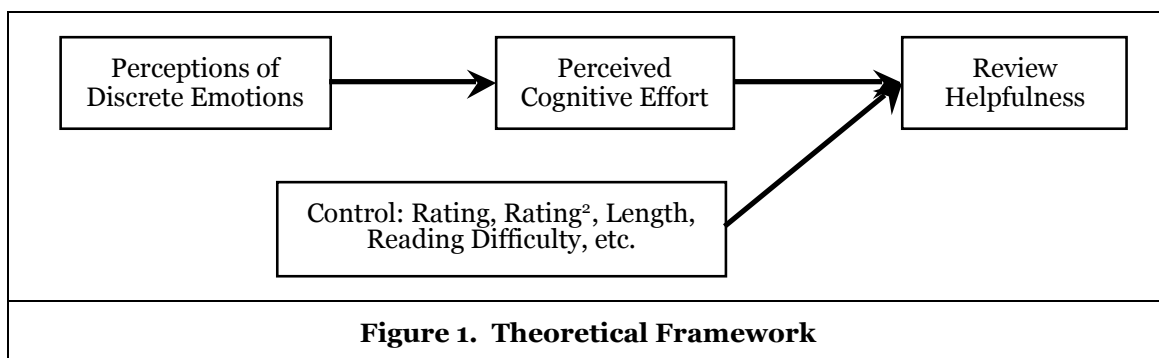 Perceptions of
Discrete Emotions
Perceived
Cognitive Effort
Review
Helpfulness
Control: Rating, Rating², Length,
Reading Difficulty, etc.
Figure 1. Theoretical Framework